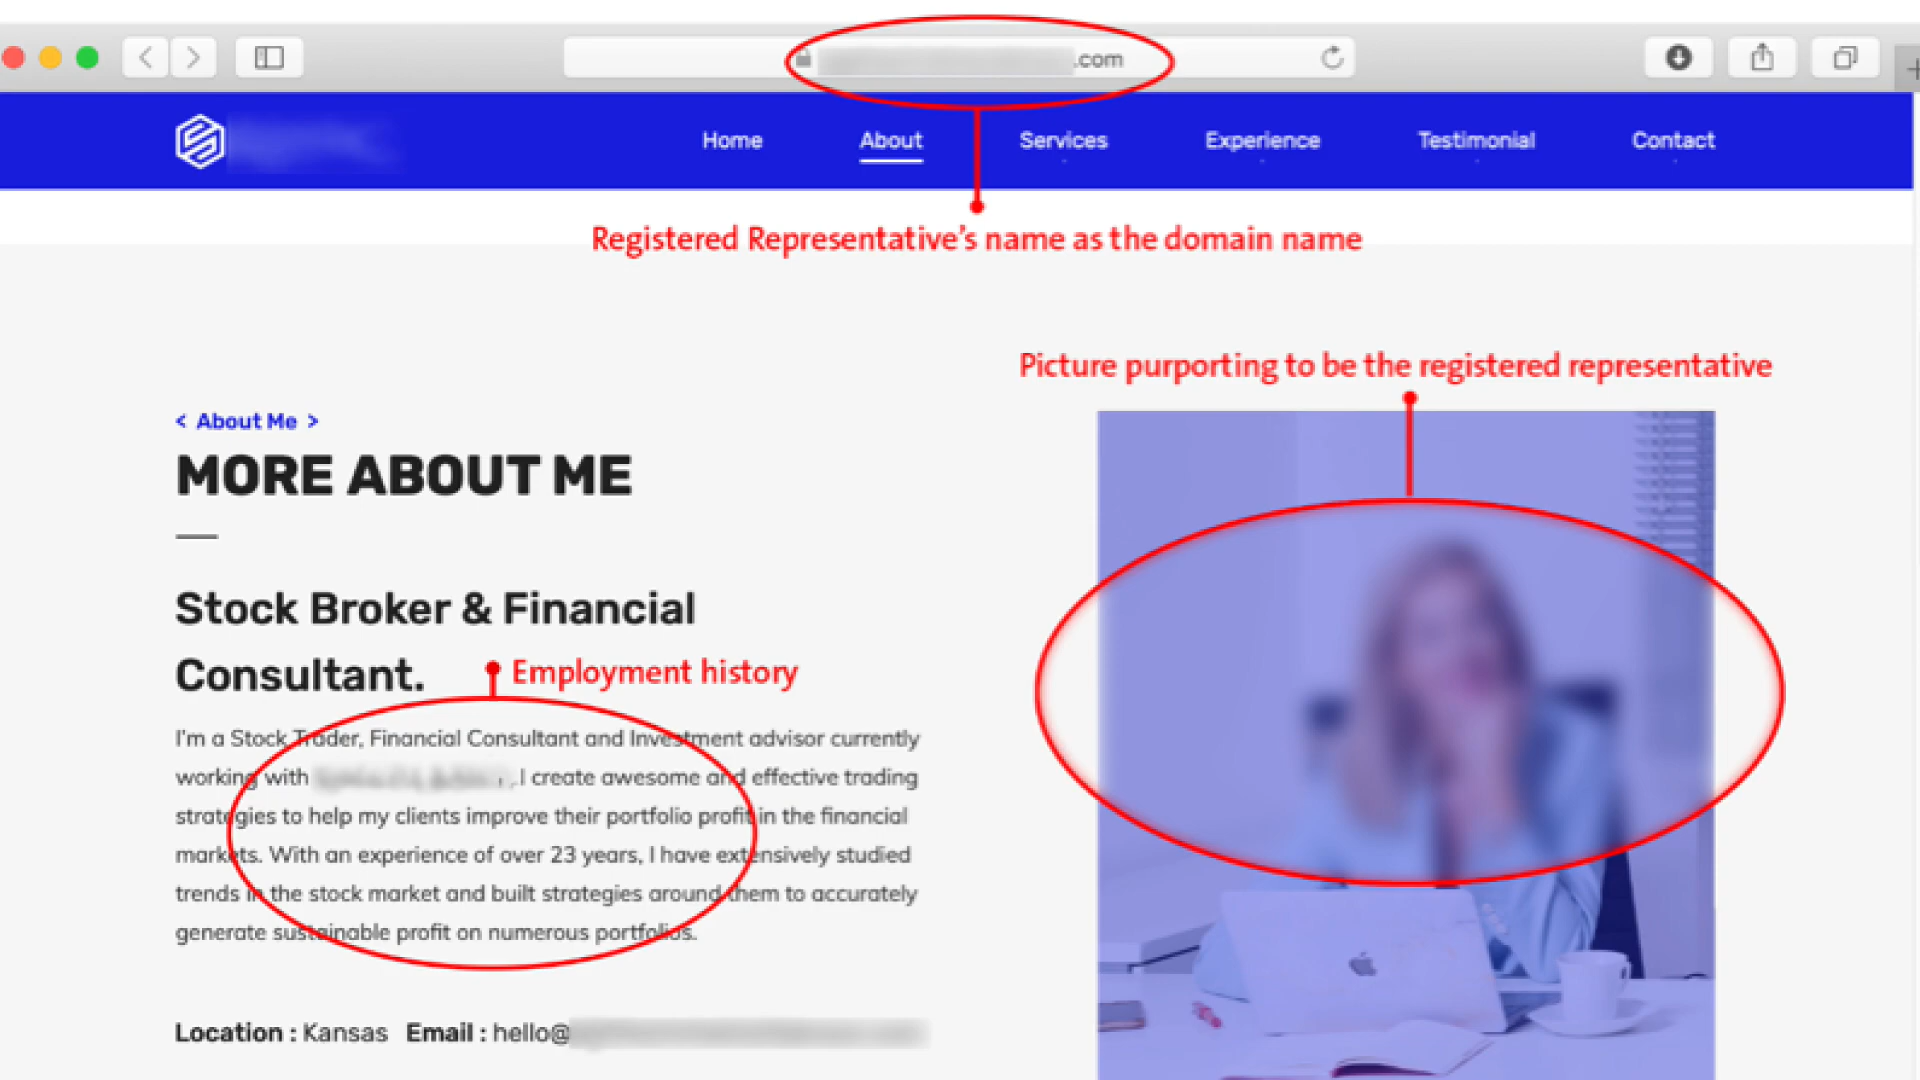 .com
Home About Services Experience Testimonial Contact
Registered Representative's name as the domain name
Picture purporting to be the registered representative
< About Me >
MORE ABOUT ME
Stock Broker & Financial
Consultant.
Employment history
I'm a Stock Trader, Financial Consultant and Investment advisor currently
working with . I create awesome and effective trading
strategies to help my clients improve their portfolio profit in the financial
markets. With an experience of over 23 years, I have extensively studied
trends in the stock market and built strategies around them to accurately
generate sustainable profit on numerous portfolios.
Location : Kansas Email : hello@